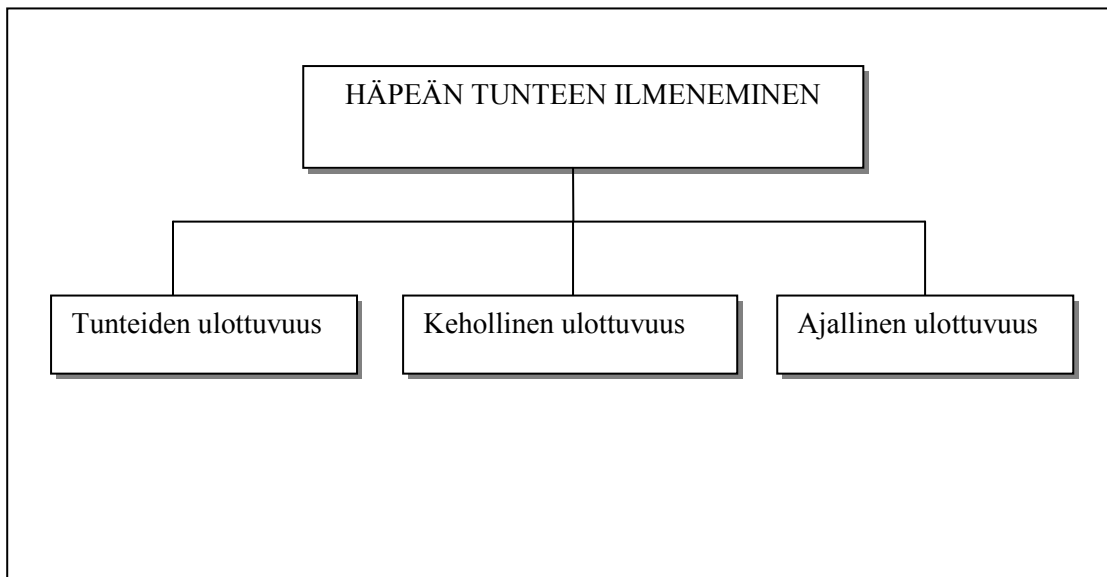 HÄPEÄN TUNTEEN ILMENEMINEN
Tunteiden ulottuvuus
Kehollinen ulottuvuus
Ajallinen ulottuvuus